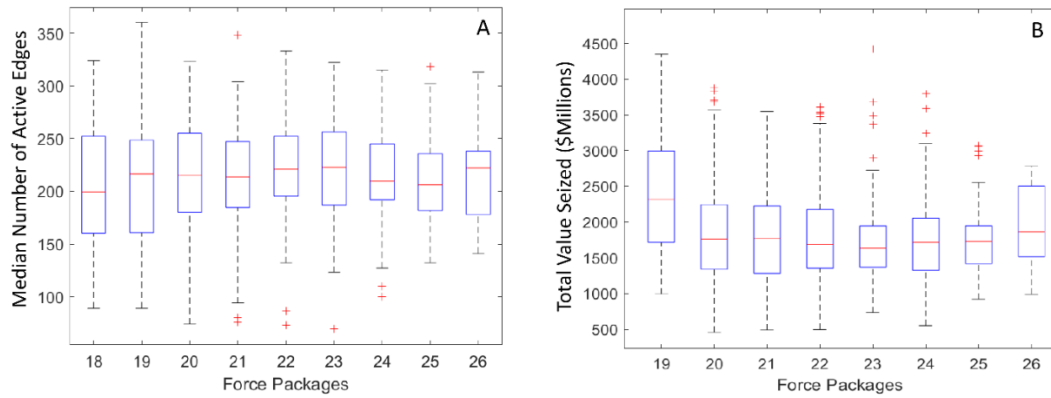 A
Median Number of Active Edges
350
300
250
200
150
100
18 19 20 21 22 23 24 25 26
Force Packages
B
Total Value Seized ($Millions)
4500
4000
3500
3000
2500
2000
1500
1000
500
19 20 21 22 23 24 25 26
Force Packages